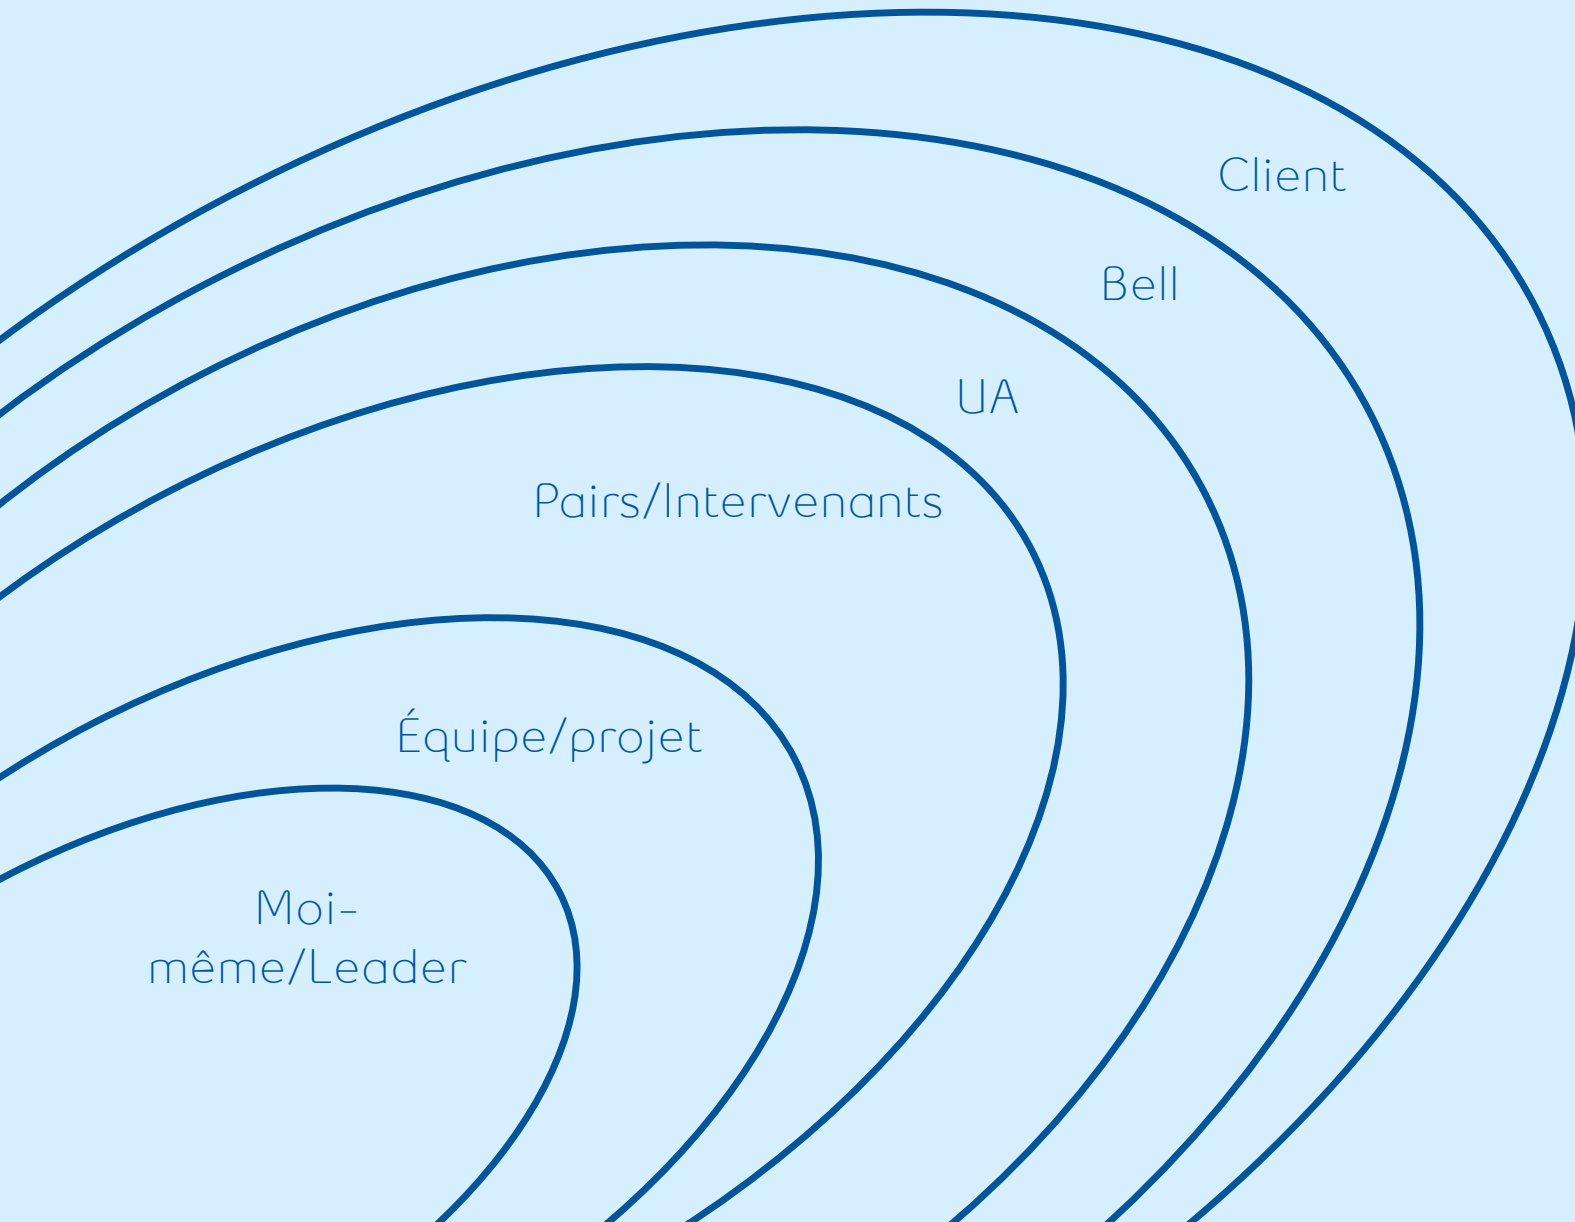 Client
Bell
UA
Pairs/Intervenants
Équipe/projet
Moi-
même/Leader